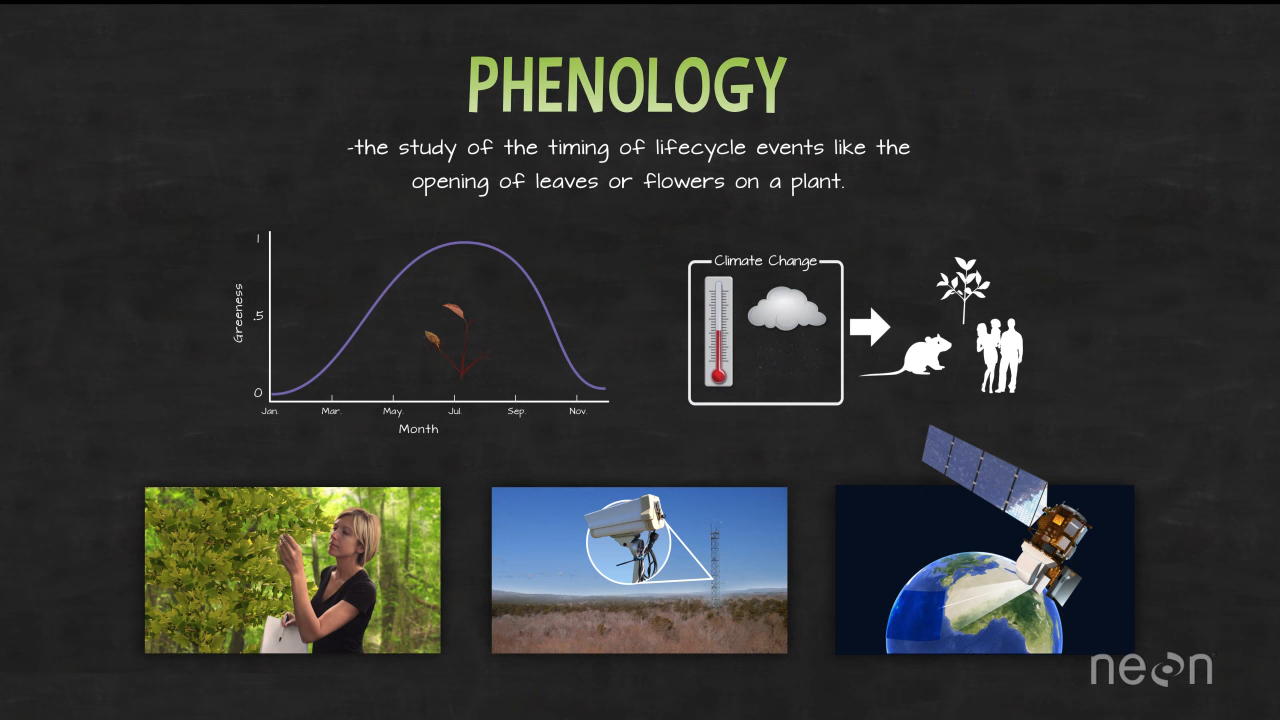 PHENOLOGY
-the study of the timing of lifecycle events like the
opening of leaves or flowers on a plant.
1
.5
0
Greeness
Jan. Mar. May. Jul. Sep. Nov.
Month
Climate Change
neon